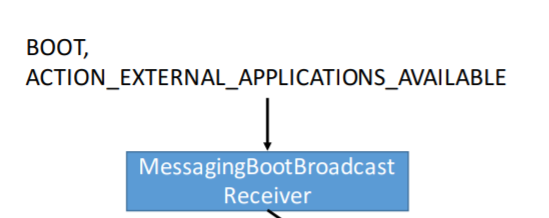 BOOT,
ACTION_EXTERNAL_APPLICATIONS_AVAILABLE
MessagingBootBroadcast
Receiver